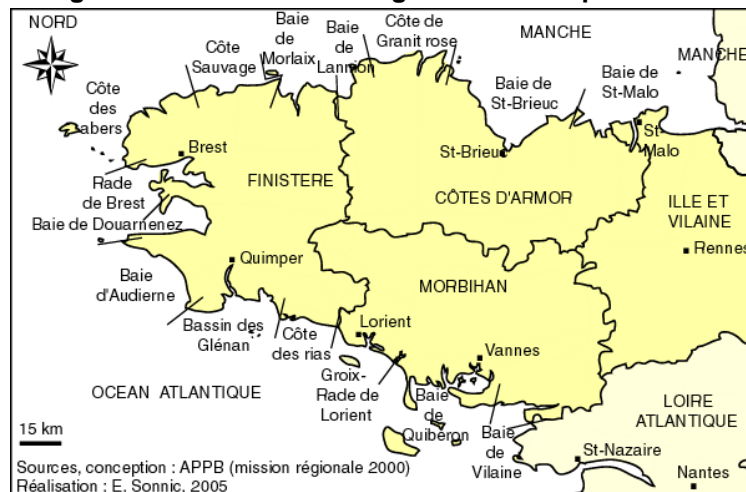 NORD
Baie
de
Morlaix
Baie
de
Lannion
Côte de
Granit rose
MANCHE
MANCHE
Côte
Sauvage
Côte
des
abers
Baie de
St-Brieuc
Baie de
St-Malo
St-
Malo
Brest
St-Brieuc
Rade
de Brest
FINISTERE
CÔTES D'ARMOR
ILLE ET
VILAINE
Baie de Douarnenez
Rennes
Quimper
Baie
d'Audierne
MORBIHAN
Bassin des
Glénan
Côte
des rias
Lorient
Vannes
Groix-
Rade de
Lorient
OCEAN ATLANTIQUE
Baie
de
Quiberon
Baie
de
Vilaine
LOIRE
ATLANTIQUE
15 km
St-Nazaire
Nantes
Sources, conception : APPB (mission régionale 2000)
Réalisation : E. Sonnic, 2005